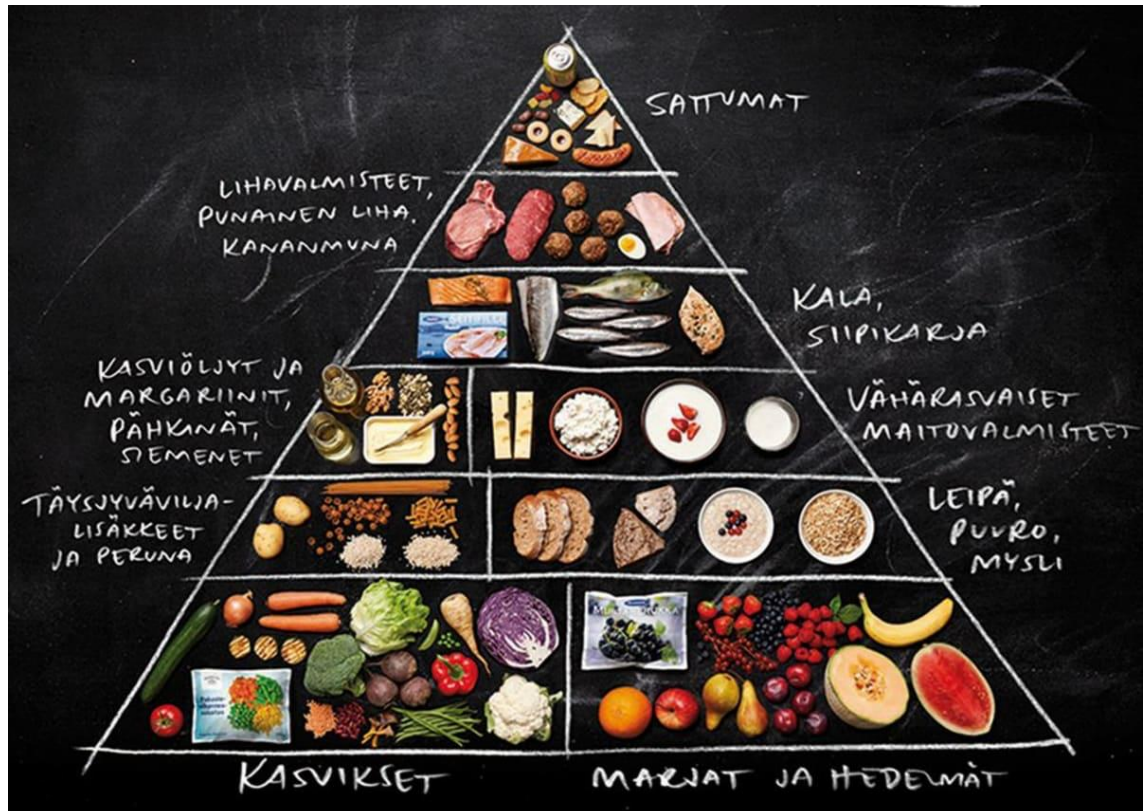 SATTUMAT
LIHAVALMISTEET,
PUNAINEN LIHA,
KANANMUNA
KALA,
SIIPIKARJA
KASVIÖLJYT JA
MARGARIINIT,
PÄHKINÄT,
SIEMENET
VÄHÄRASVAISET
MAITOVALMISTEET
TÄYSJYVÄVILJA-
LISÄKKEET
JA PERUNA
LEIPÄ,
PUURO,
MYSLI
KASVIKSET
MARJAT JA HEDELMÄT